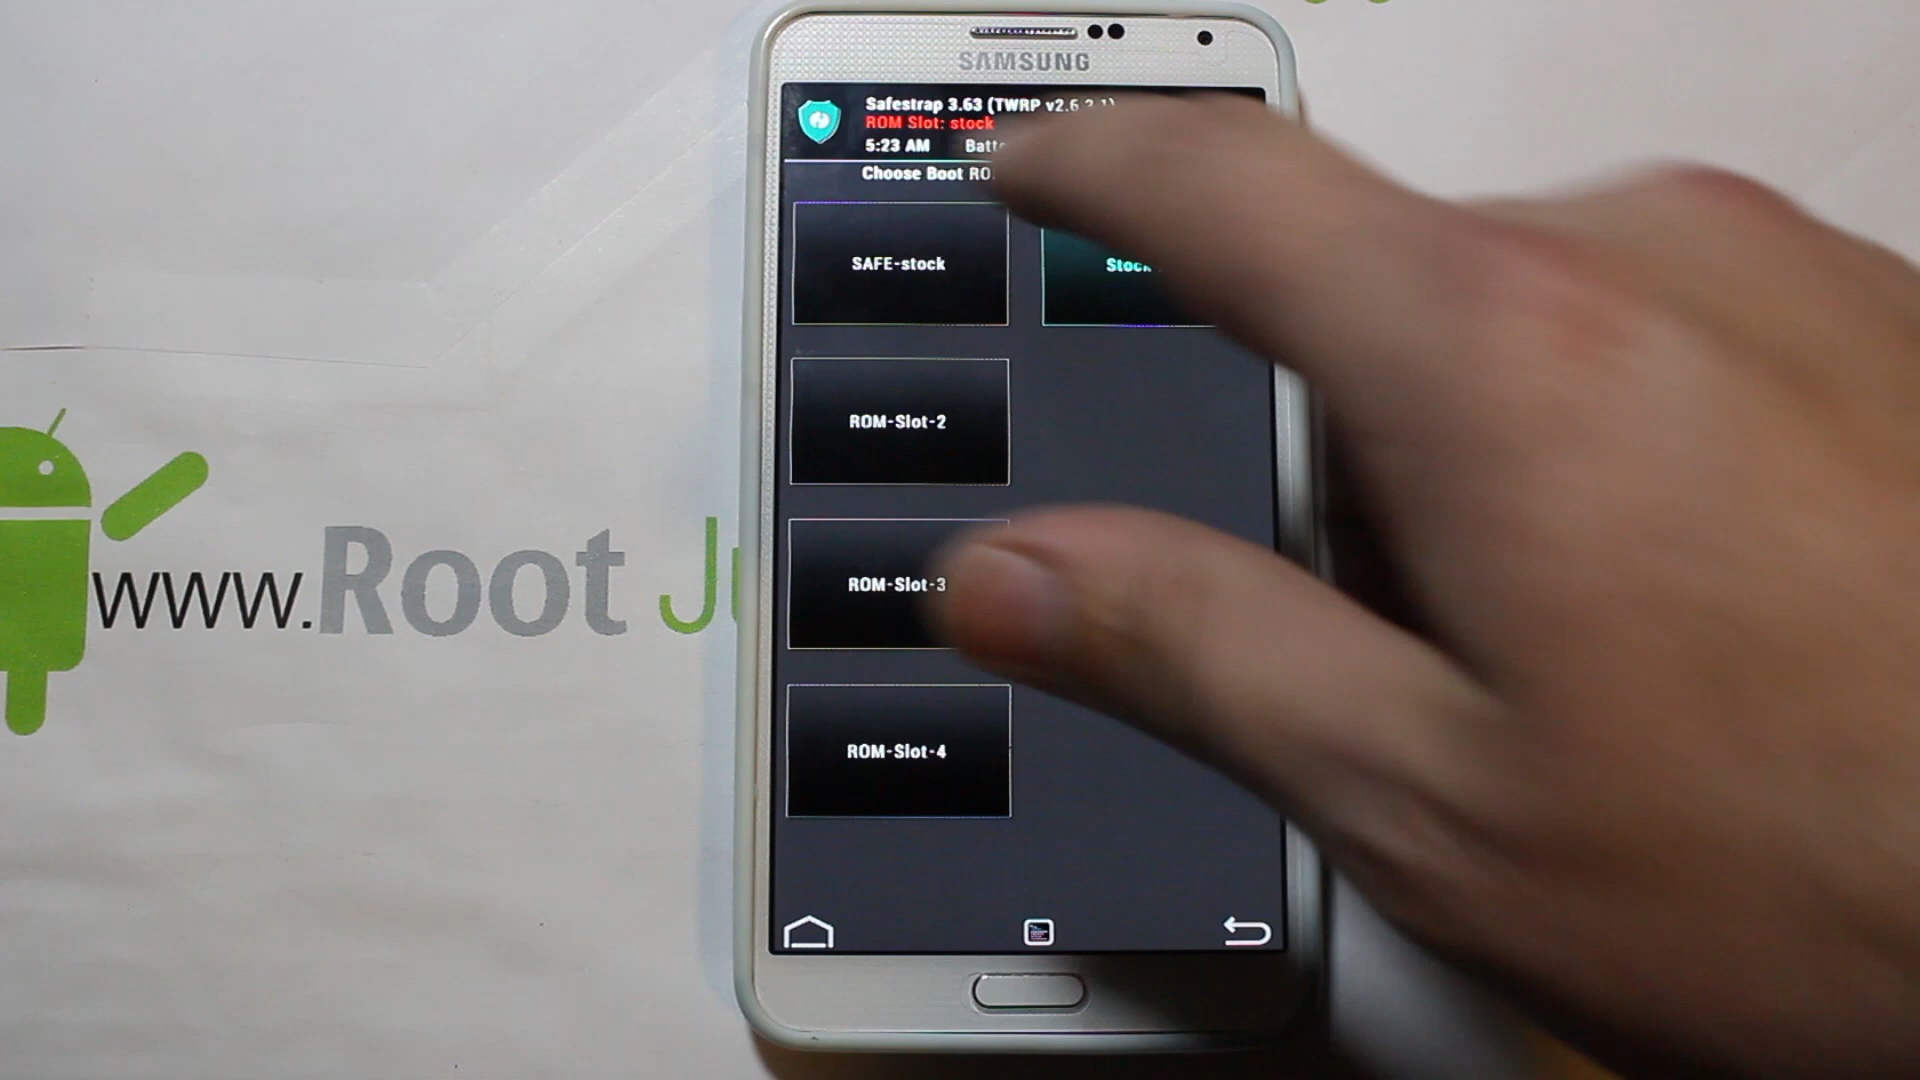 SAMSUNG
Safestrap 3.63 (TWRP
ROM Slot: stock
5:23 AM
Choose Boot
SAFE-stock
ROM-Slot-2
ROM-Slot-3
ROM-Slot-4
www.Root